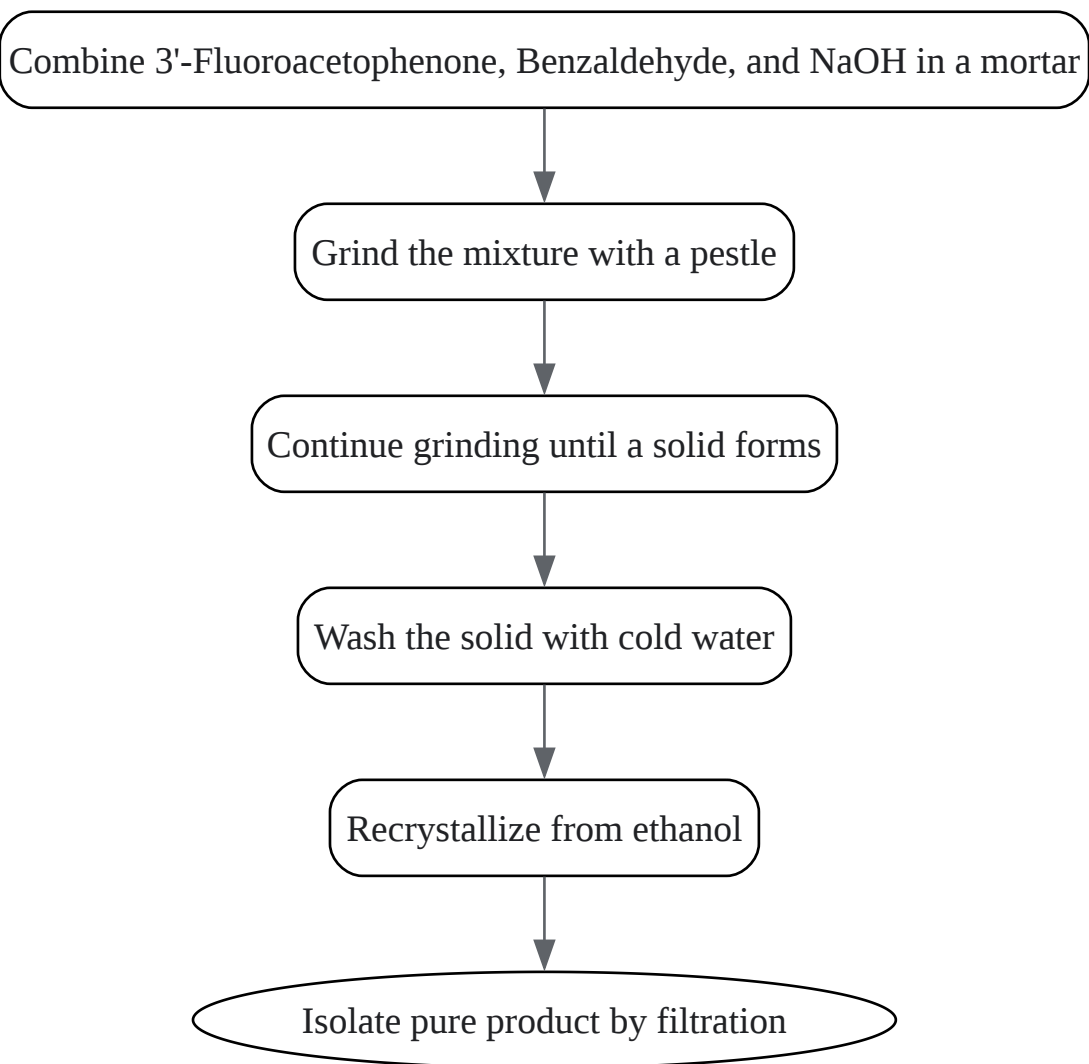 Combine 3'-Fluoroacetophenone, Benzaldehyde, and NaOH in a mortar
Grind the mixture with a pestle
Continue grinding until a solid forms
Wash the solid with cold water
Recrystallize from ethanol
Isolate pure product by filtration